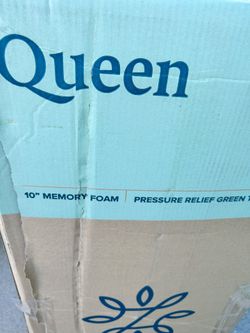 Queen
10" MEMORY FOAM | PRESSURE RELIEF GREEN